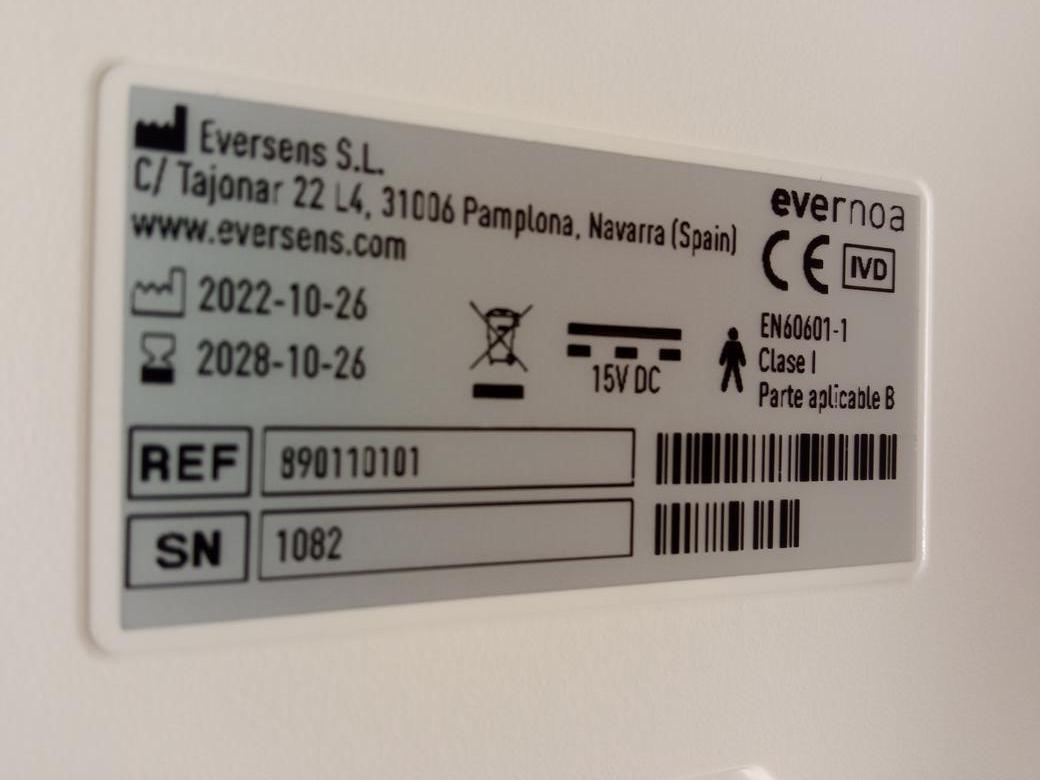 Eversens S.L.
C/ Tajonar 22 L4, 31006 Pamplona, Navarra (Spain)
www.eversens.com
evernoa
CE IVD
2022-10-26
2028-10-26
15V DC
EN60601-1
Clase I
Parte aplicable B
REF 890110101
SN 1082